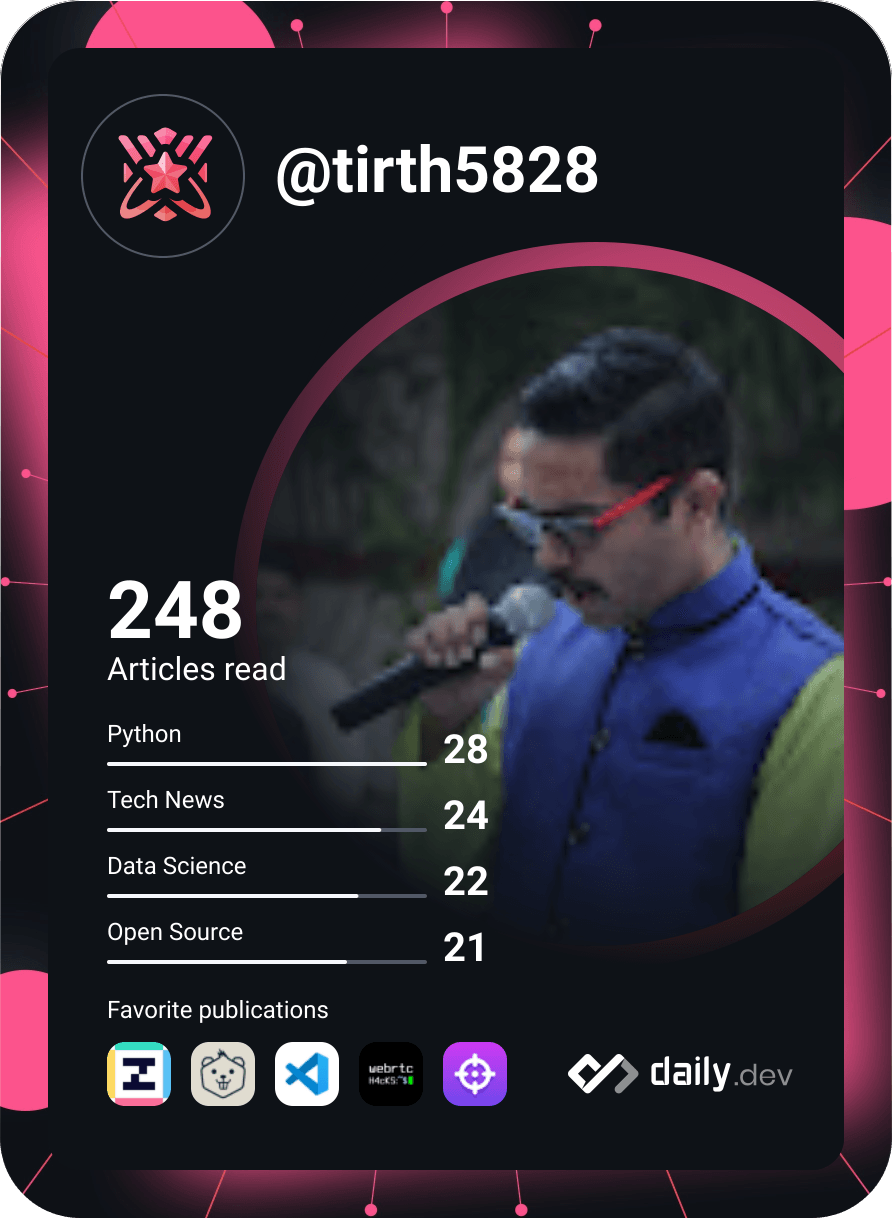 @tirth5828
248
Articles read
Python
28
Tech News
24
Data Science
22
Open Source
21
Favorite publications
webrtc
H4cKS:~$
daily.dev